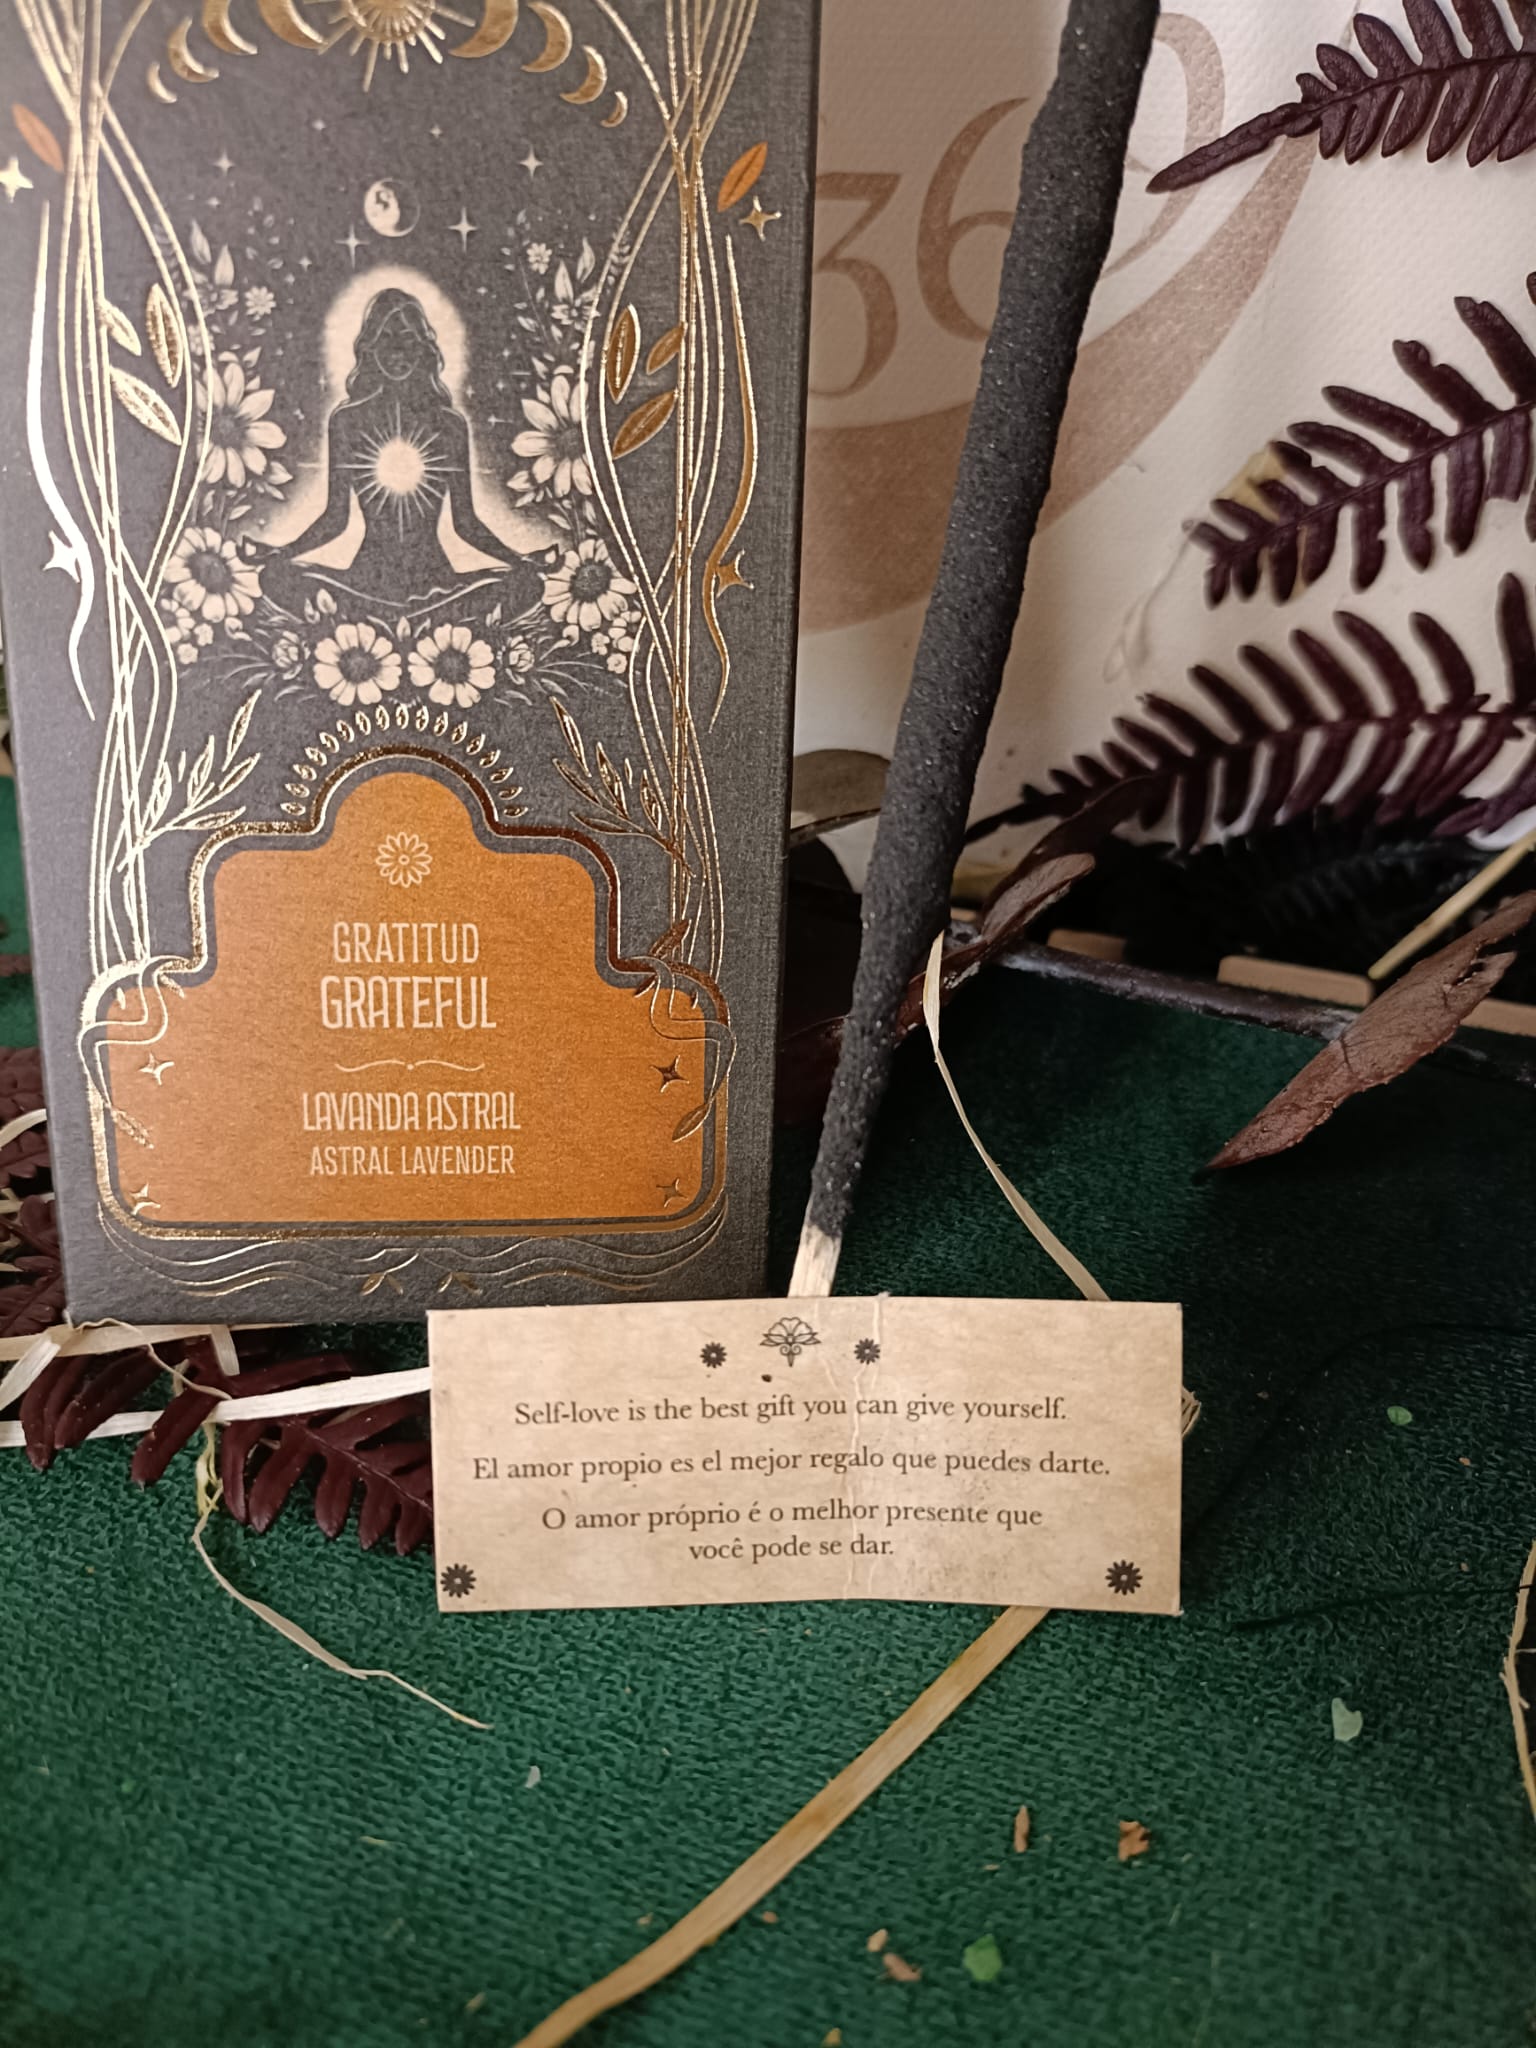 36
GRATITUD
GRATEFUL
LAVANDA ASTRAL
ASTRAL LAVENDER
Self-love is the best gift you can give yourself.
El amor propio es el mejor regalo que puedes darte.
O amor próprio é o melhor presente que
você pode se dar.